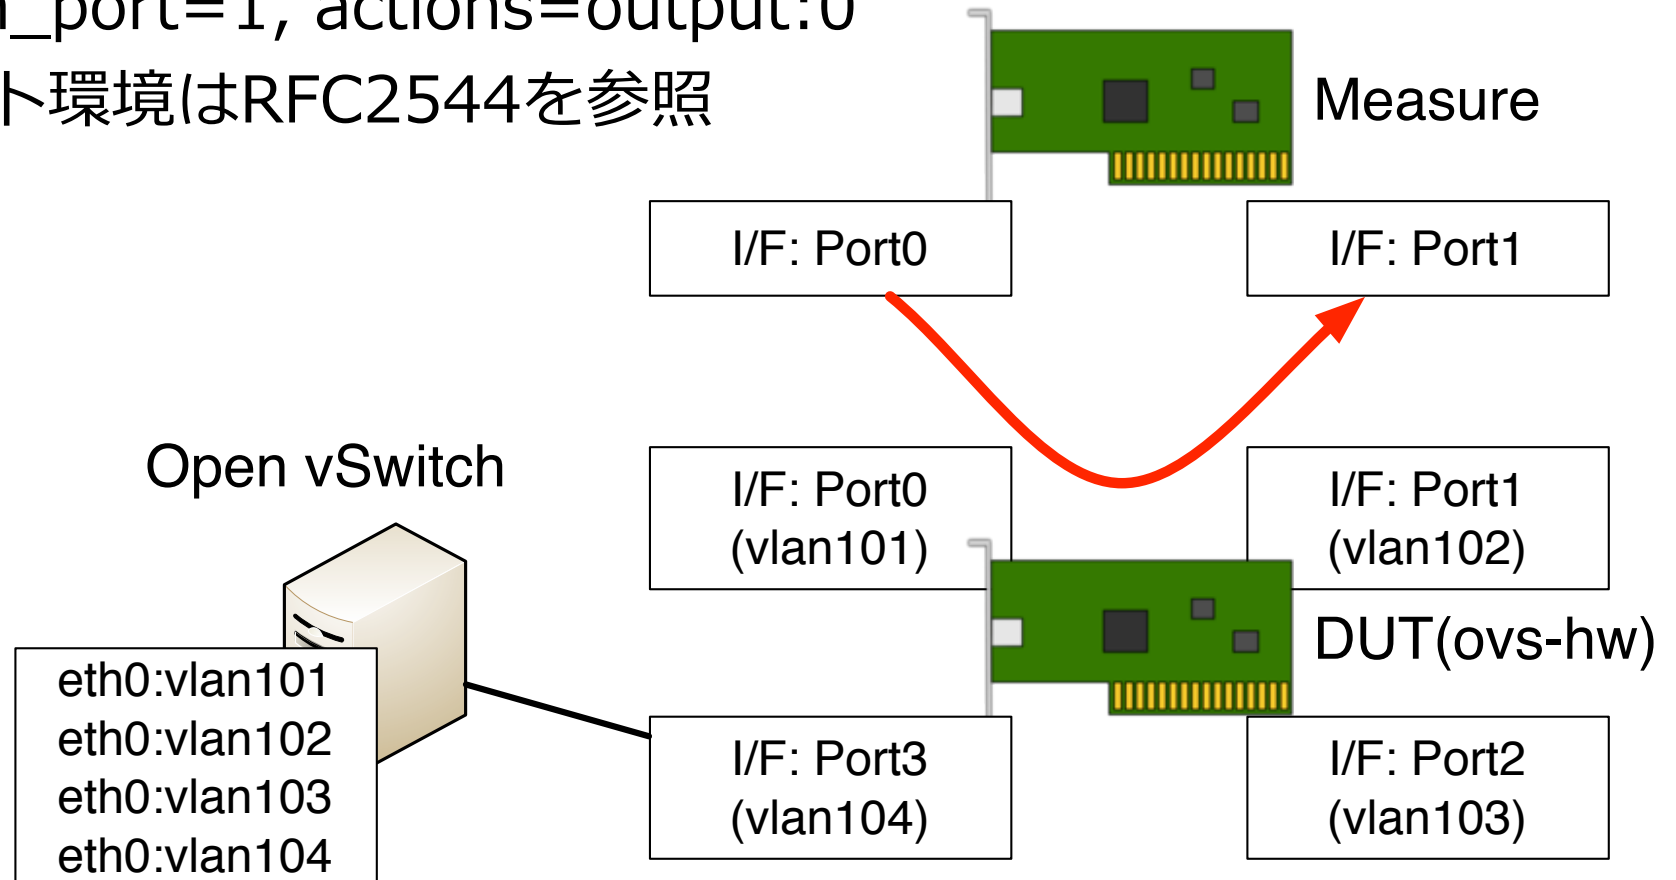 n_port=1, actions=output:0
ト環境はRFC2544を参照
Measure
I/F: Port0
I/F: Port1
Open vSwitch
I/F: Port0
(vlan101)
I/F: Port1
(vlan102)
DUT(ovs-hw)
eth0:vlan101
eth0:vlan102
eth0:vlan103
eth0:vlan104
I/F: Port3
(vlan104)
I/F: Port2
(vlan103)